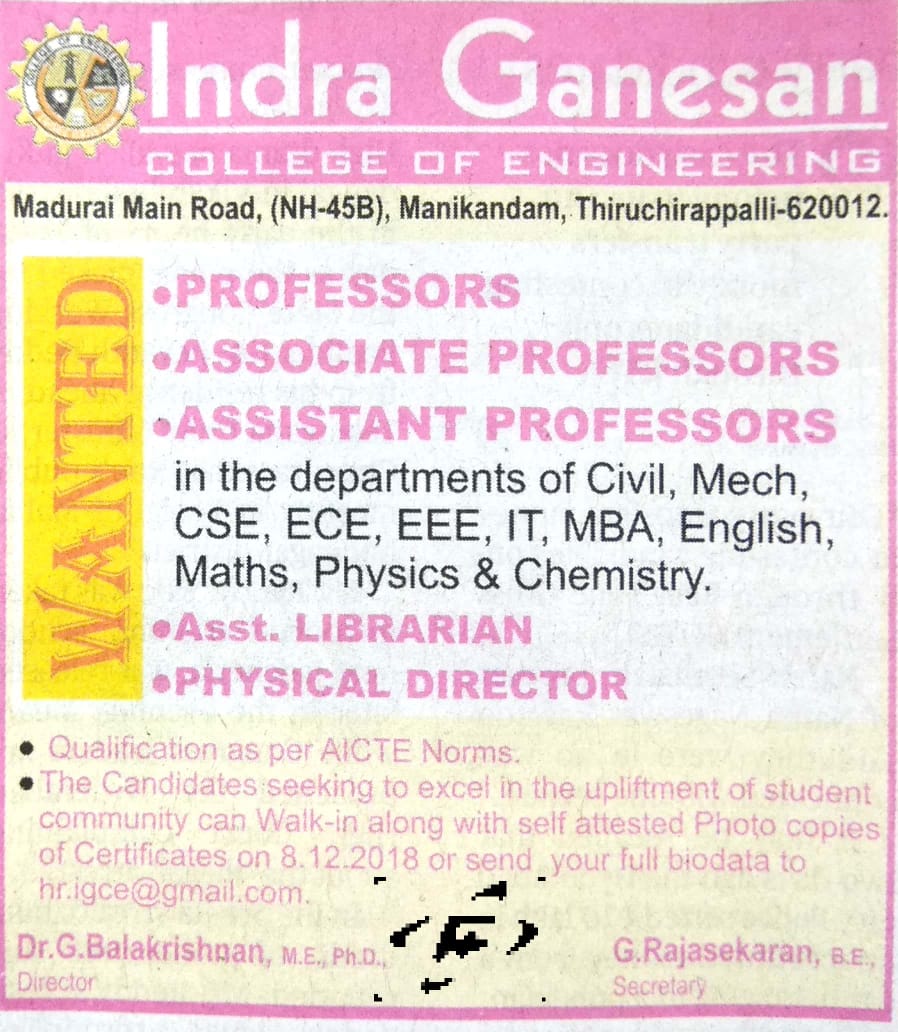 Indra Ganesan
COLLEGE OF ENGINEERING
Madurai Main Road, (NH-45B), Manikandam, Thiruchirappalli-620012.
WANTED
•PROFESSORS
•ASSOCIATE PROFESSORS
•ASSISTANT PROFESSORS
in the departments of Civil, Mech,
CSE, ECE, EEE, IT, MBA, English,
Maths, Physics & Chemistry.
•Asst. LIBRARIAN
•PHYSICAL DIRECTOR
• Qualification as per AICTE Norms.
• The Candidates seeking to excel in the upliftment of student
community can Walk-in along with self attested Photo copies
of Certificates on 8.12.2018 or send your full biodata to
hr.igce@gmail.com.
Dr.G.Balakrishnan, M.E., Ph.D.,
Director
G.Rajasekaran, B.E.,
Secretary